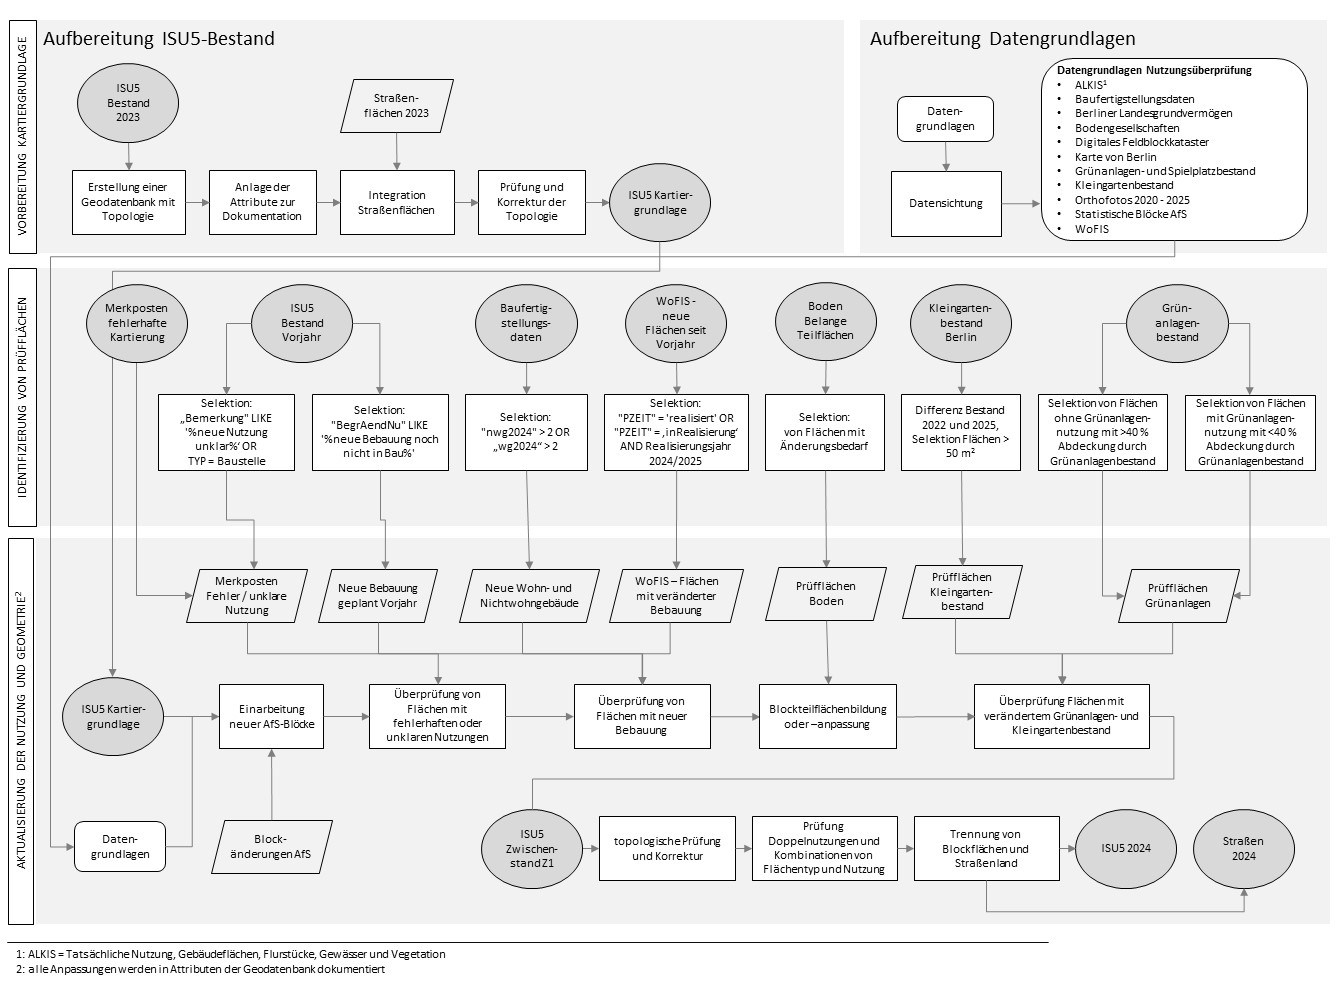 VORBEREITUNG KARTIERGRUNDLAGE
Aufbereitung ISU5-Bestand
ISU5
Bestand
2023
Straßen-
flächen 2023
Erstellung einer
Geodatenbank mit
Topologie
Anlage der
Attribute zur
Dokumentation
Integration
Straßenflächen
Prüfung und
Korrektur der
Topologie
ISU5 Kartier-
grundlage
Aufbereitung Datengrundlagen
Daten-
grundlagen
Datensichtung
Datengrundlagen Nutzungsüberprüfung
• ALKIS¹
• Baufertigstellungsdaten
• Berliner Landesgrundvermögen
• Bodengesellschaften
• Digitales Feldblockkataster
• Karte von Berlin
• Grünanlagen- und Spielplatzbestand
• Kleingartenbestand
• Orthofotos 2020 - 2025
• Statistische Blöcke AfS
• WoFIS
IDENTIFIZIERUNG VON PRÜFFLÄCHEN
Merkposten
fehlerhafte
Kartierung
ISU5
Bestand
Vorjahr
Baufertig-
stellungs-
daten
WoFIS -
neue
Flächen seit
Vorjahr
Boden
Belange
Teilflächen
Kleingarten-
bestand
Berlin
Grün-
anlagen-
bestand
Selektion:
„Bemerkung" LIKE
'%neue Nutzung
unklar%' OR
TYP = Baustelle
Selektion:
"BegrAendNu" LIKE
'%neue Bebauung noch
nicht in Bau%'
Selektion:
"nwg2024" > 2 OR
„wg2024" > 2
Selektion:
"PZEIT" = 'realisiert' OR
"PZEIT" = ‚in Realisierung'
AND Realisierungsjahr
2024/2025
Selektion
von Flächen mit
Änderungsbedarf
Differenz Bestand
2022 und 2025,
Selektion Flächen >
50 m²
Selektion von Flächen
ohne Grünanlagen-
nutzung mit >40 %
Abdeckung durch
Grünanlagenbestand
Selektion von Flächen
mit Grünanlagen-
nutzung mit <40 %
Abdeckung durch
Grünanlagenbestand
AKTUALISIERUNG DER NUTZUNG UND GEOMETRIE²
Merkposten
Fehler / unklare
Nutzung
Neue Bebauung
geplant Vorjahr
Neue Wohn- und
Nichtwohngebäude
WoFIS – Flächen
mit veränderter
Bebauung
Prüfflächen
Boden
Prüfflächen
Kleingarten-
bestand
Prüfflächen
Grünanlagen
ISU5 Kartier-
grundlage
Einarbeitung
neuer AfS-Blöcke
Überprüfung von
Flächen mit
fehlerhaften oder
unklaren Nutzungen
Überprüfung von
Flächen mit neuer
Bebauung
Blockteilflächenbildung
oder –anpassung
Überprüfung Flächen mit
verändertem Grünanlagen- und
Kleingartenbestand
Daten-
grundlagen
Block-
änderungen AfS
ISU5
Zwischen-
stand Z1
topologische Prüfung
und Korrektur
Prüfung
Doppelnutzungen und
Kombinationen von
Flächentyp und Nutzung
Trennung von
Blockflächen und
Straßenland
ISU5 2024
Straßen
2024
1: ALKIS = Tatsächliche Nutzung, Gebäudeflächen, Flurstücke, Gewässer und Vegetation
2: alle Anpassungen werden in Attributen der Geodatenbank dokumentiert